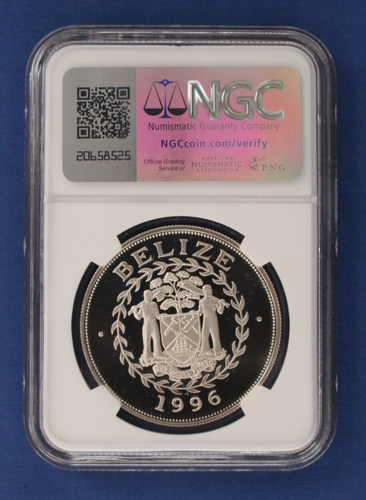 NGC
Numismatic Guaranty Company
NGCcoin.com/verify
20658525
Official Grading
Service of
AMERICAN
NUMISMATIC
ASSOCIATION
PNG
BELIZE
1996